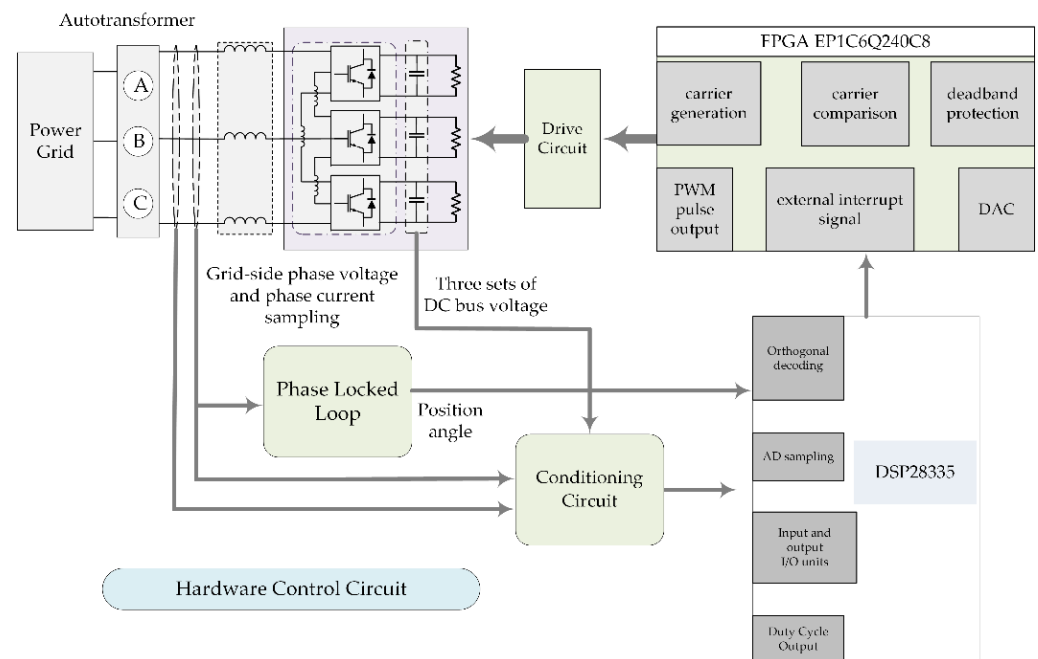 Autotransformer
Power
Grid
A
B
C
Drive
Circuit
FPGA EP1C6Q240C8
carrier
generation
carrier
comparison
deadband
protection
PWM
pulse
output
external interrupt
signal
DAC
Grid-side phase voltage
and phase current
sampling
Three sets of
DC bus voltage
Phase Locked
Loop
Position
angle
Conditioning
Circuit
Orthogonal
decoding
AD sampling
DSP28335
Input and
output
I/O units
Duty Cycle
Output
Hardware Control Circuit